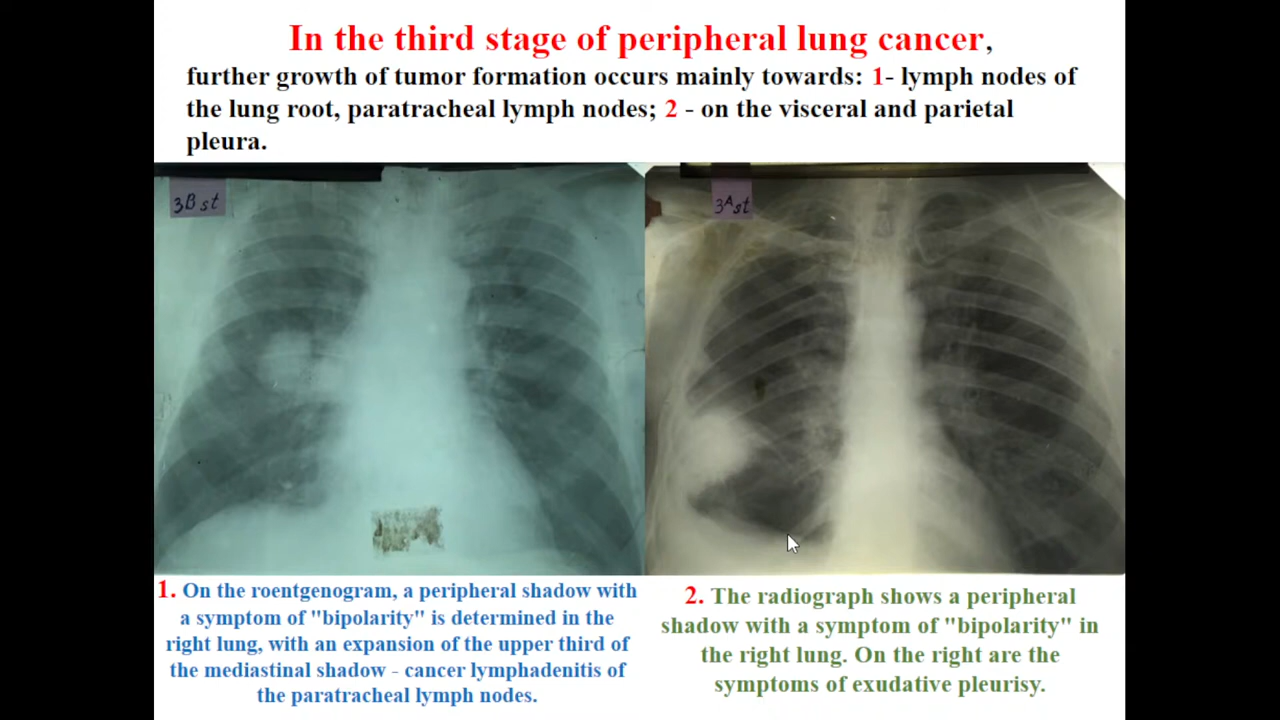 In the third stage of peripheral lung cancer,
further growth of tumor formation occurs mainly towards: 1- lymph nodes of
the lung root, paratracheal lymph nodes; 2 - on the visceral and parietal
pleura.
3B st
3A st
1. On the roentgenogram, a peripheral shadow with
a symptom of "bipolarity" is determined in the
right lung, with an expansion of the upper third of
the mediastinal shadow - cancer lymphadenitis of
the paratracheal lymph nodes.
2. The radiograph shows a peripheral
shadow with a symptom of "bipolarity" in
the right lung. On the right are the
symptoms of exudative pleurisy.